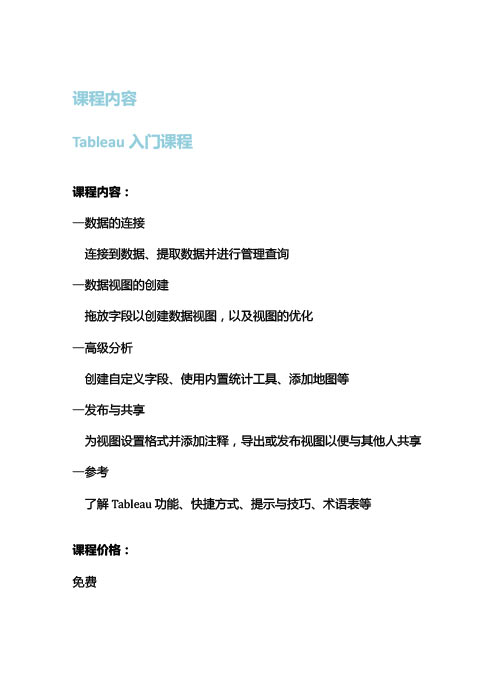 课程内容
Tableau 入门课程
课程内容：
—数据的连接
连接到数据、提取数据并进行管理查询
—数据视图的创建
拖放字段以创建数据视图，以及视图的优化
—高级分析
创建自定义字段、使用内置统计工具、添加地图等
—发布与共享
为视图设置格式并添加注释，导出或发布视图以便与其他人共享
—参考
了解 Tableau 功能、快捷方式、提示与技巧、术语表等
课程价格：
免费